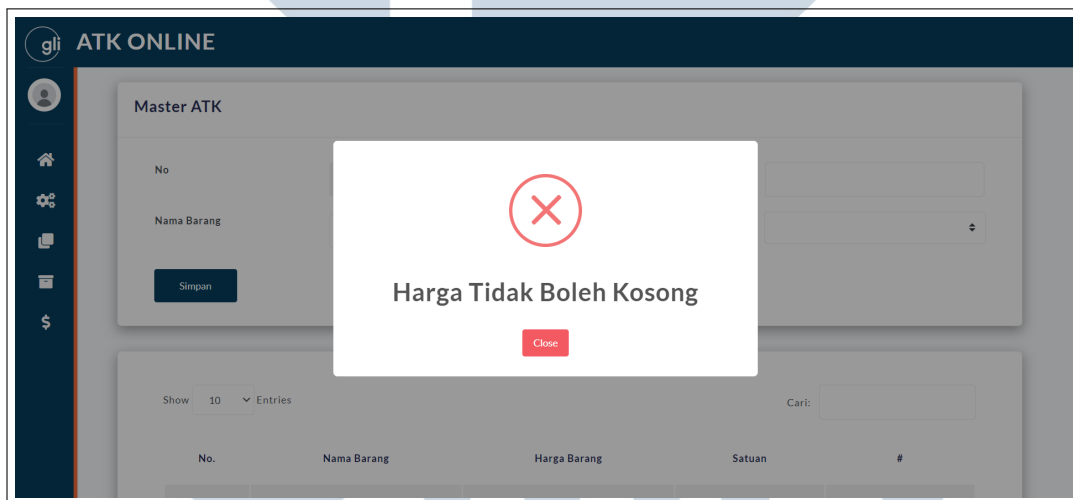 gli ATK ONLINE
Master ATK
No
Nama Barang
Simpan
Harga Tidak Boleh Kosong
Close
Show 10 Entries
Cari:
No. Nama Barang Harga Barang Satuan #